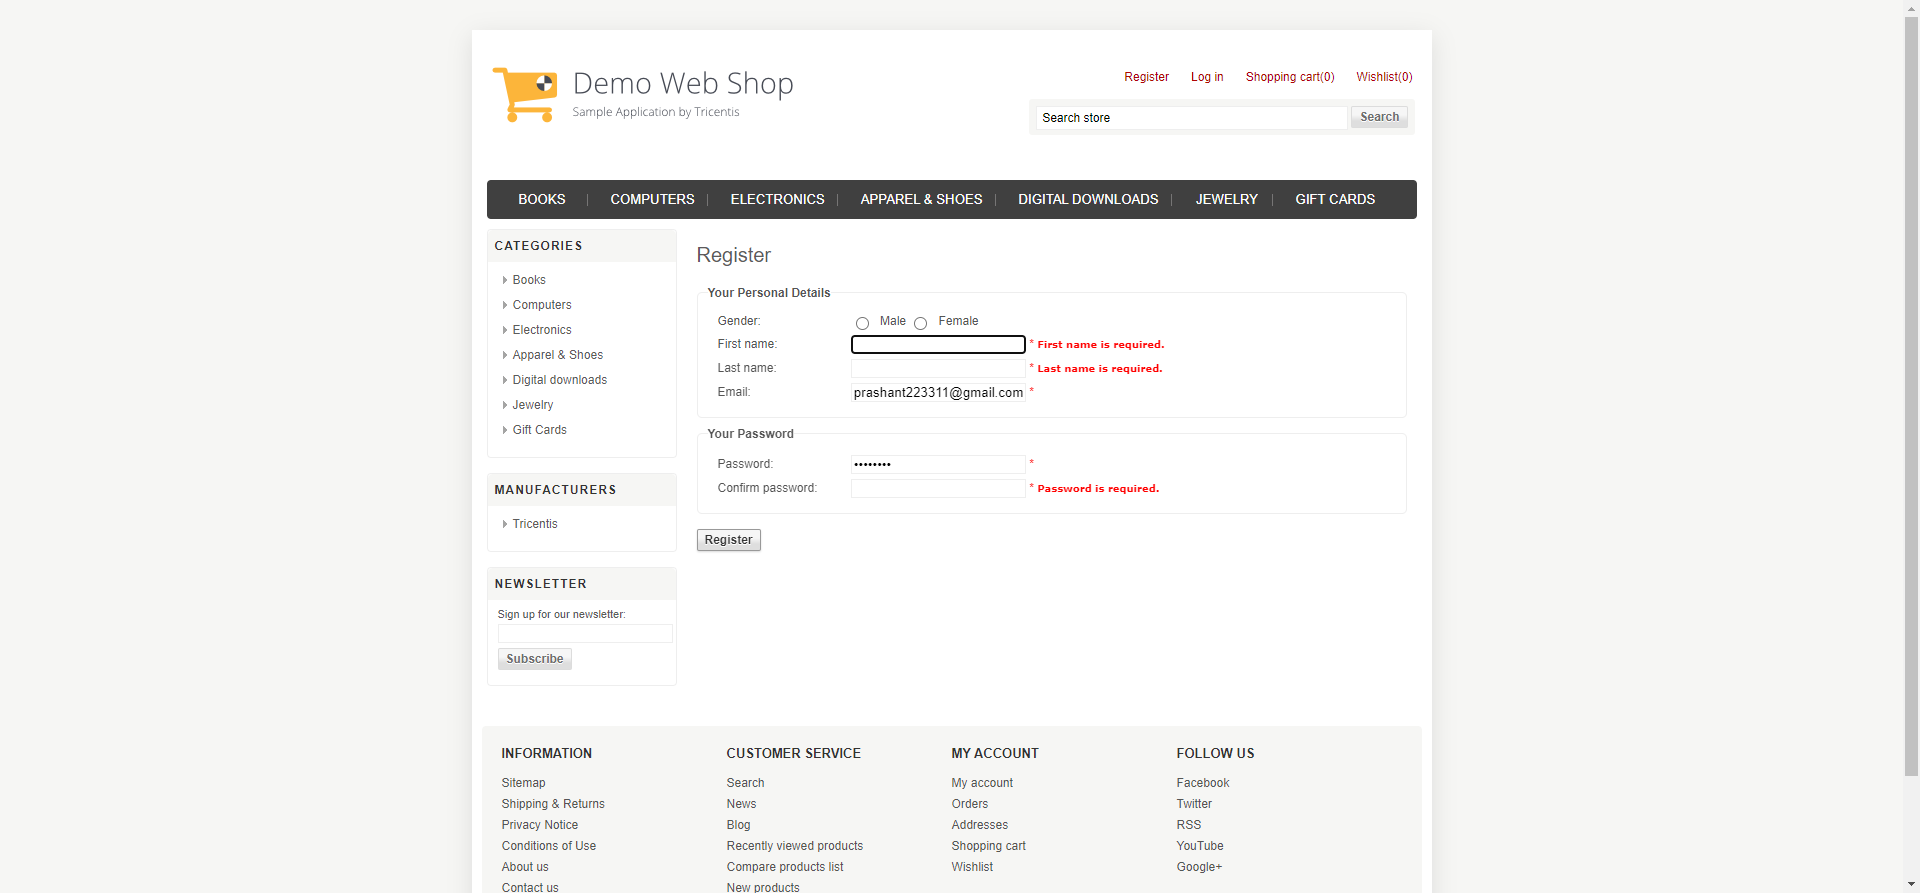 Demo Web Shop
Sample Application by Tricentis
Register Log in Shopping cart(0) Wishlist(0)
Search store Search
BOOKS COMPUTERS ELECTRONICS APPAREL & SHOES DIGITAL DOWNLOADS JEWELRY GIFT CARDS
CATEGORIES
Books
Computers
Electronics
Apparel & Shoes
Digital downloads
Jewelry
Gift Cards
MANUFACTURERS
Tricentis
NEWSLETTER
Sign up for our newsletter:
Subscribe
Register
Your Personal Details
Gender: Male Female
First name: * First name is required.
Last name: * Last name is required.
Email: prashant223311@gmail.com *
Your Password
Password: •••••••• *
Confirm password: * Password is required.
Register
INFORMATION
Sitemap
Shipping & Returns
Privacy Notice
Conditions of Use
About us
Contact us
CUSTOMER SERVICE
Search
News
Blog
Recently viewed products
Compare products list
New products
MY ACCOUNT
My account
Orders
Addresses
Shopping cart
Wishlist
FOLLOW US
Facebook
Twitter
RSS
YouTube
Google+